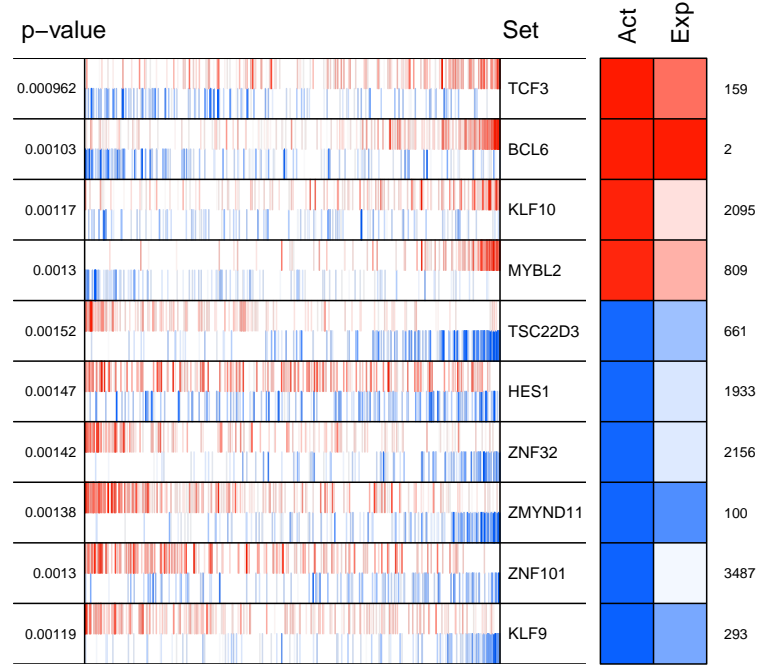 p−value Set Act Exp
0.000962 TCF3 159
0.00103 BCL6 2
0.00117 KLF10 2095
0.0013 MYBL2 809
0.00152 TSC22D3 661
0.00147 HES1 1933
0.00142 ZNF32 2156
0.00138 ZMYND11 100
0.0013 ZNF101 3487
0.00119 KLF9 293